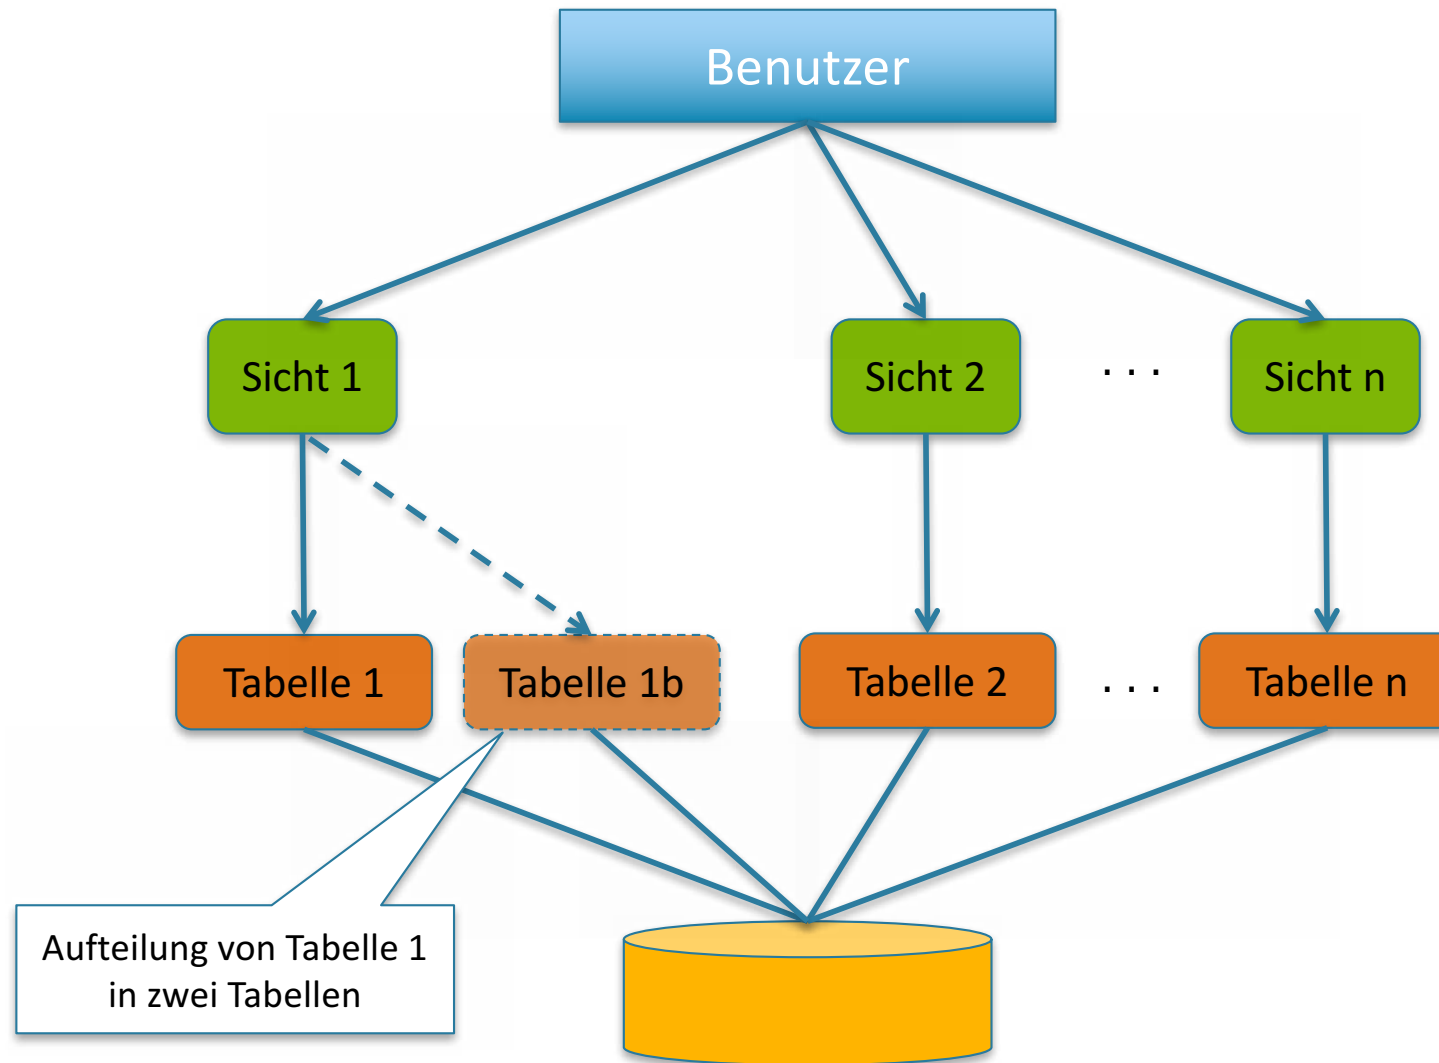 Benutzer
Sicht 1
Sicht 2
. . .
Sicht n
Tabelle 1
Tabelle 1b
Tabelle 2
. . .
Tabelle n
Aufteilung von Tabelle 1
in zwei Tabellen